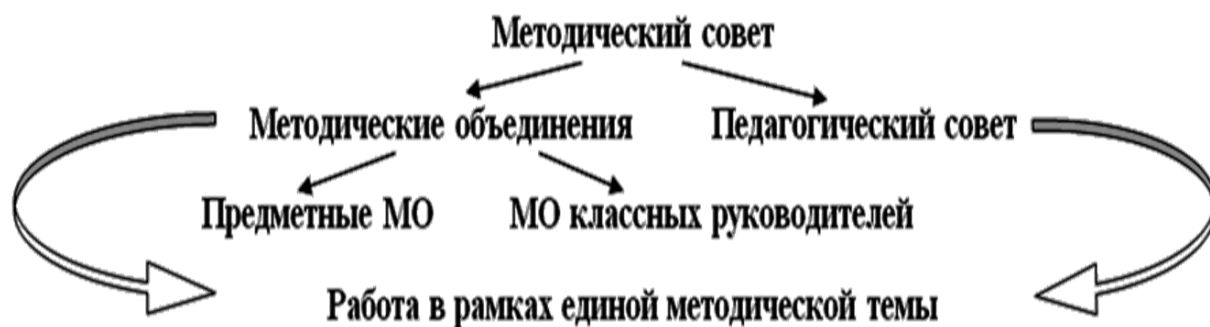 Методический совет
Методические объединения Педагогический совет
Предметные МО МО классных руководителей
Работа в рамках единой методической темы